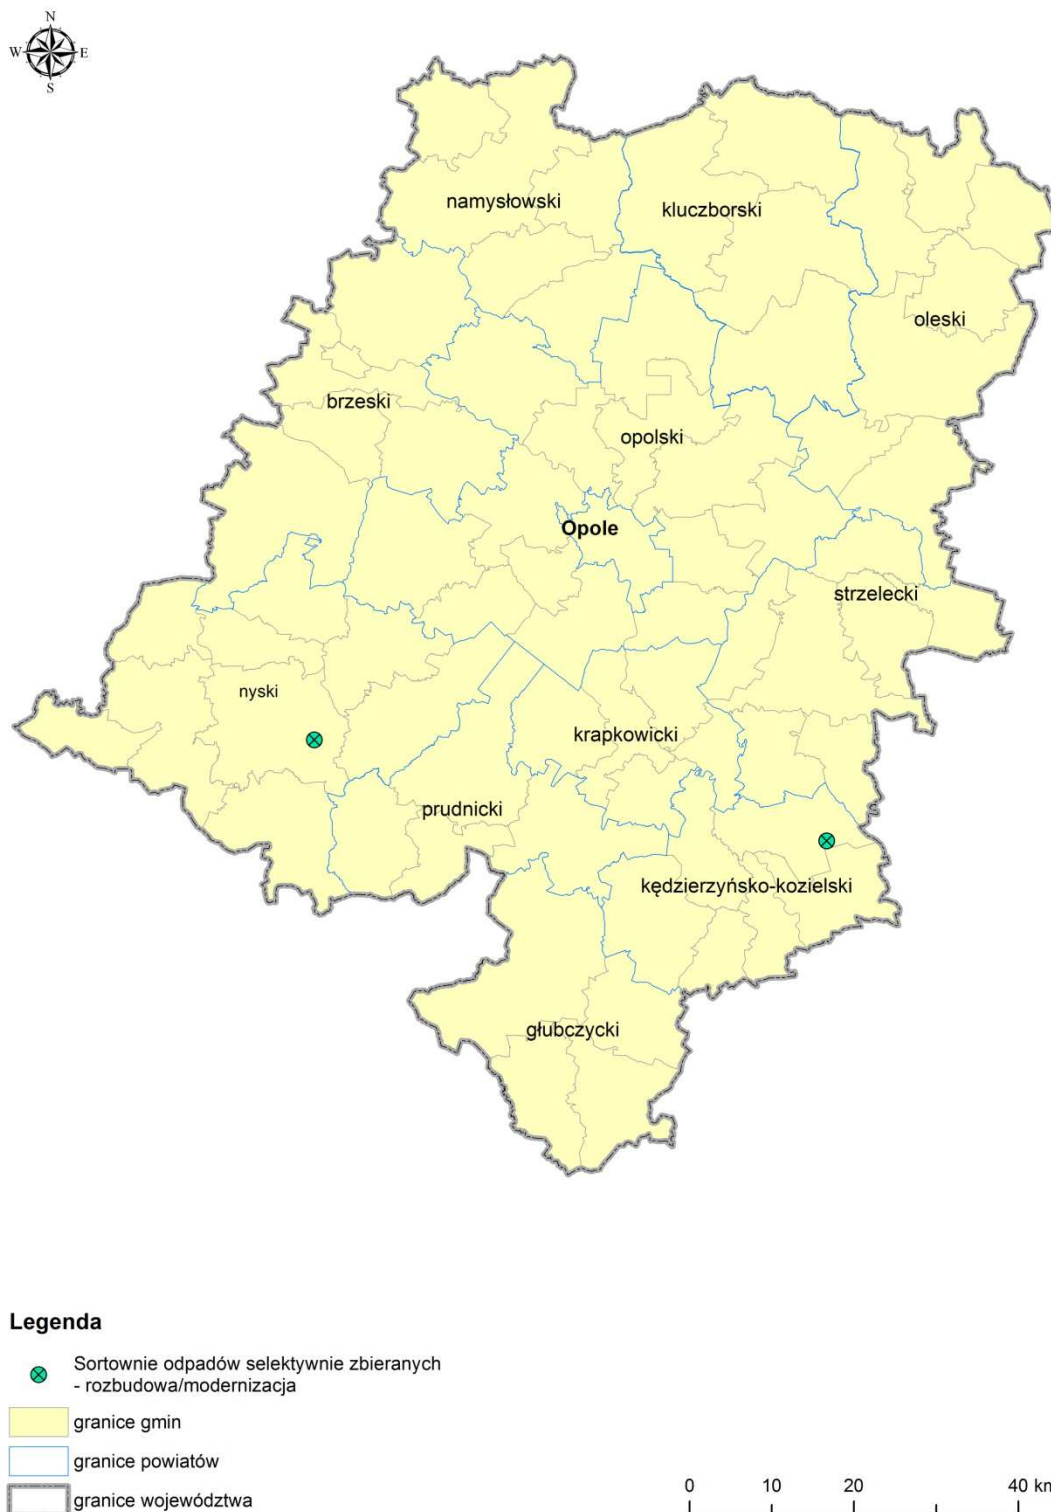 N
W E
S
namysłowski
kluczborski
oleski
brzeski
opolski
Opole
strzelecki
nyski
krapkowicki
prudnicki
kędzierzyńsko-kozielski
głubczycki
Legenda
Sortownie odpadów selektywnie zbieranych
- rozbudowa/modernizacja
granice gmin
granice powiatów
granice województwa
0 10 20 40 km